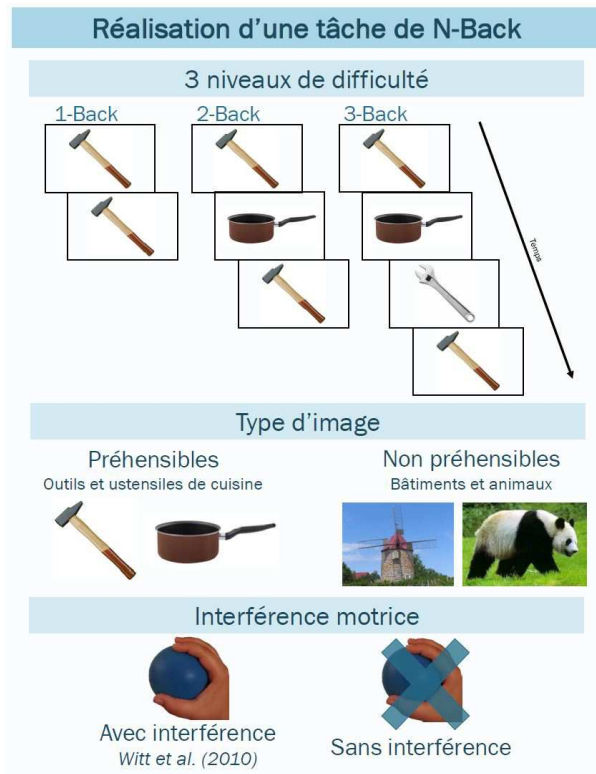 Réalisation d'une tâche de N-Back
3 niveaux de difficulté
1-Back
2-Back
3-Back
Temps
Type d'image
Préhensibles
Outils et ustensiles de cuisine
Non préhensibles
Bâtiments et animaux
Interférence motrice
Avec interférence
Witt et al. (2010)
Sans interférence